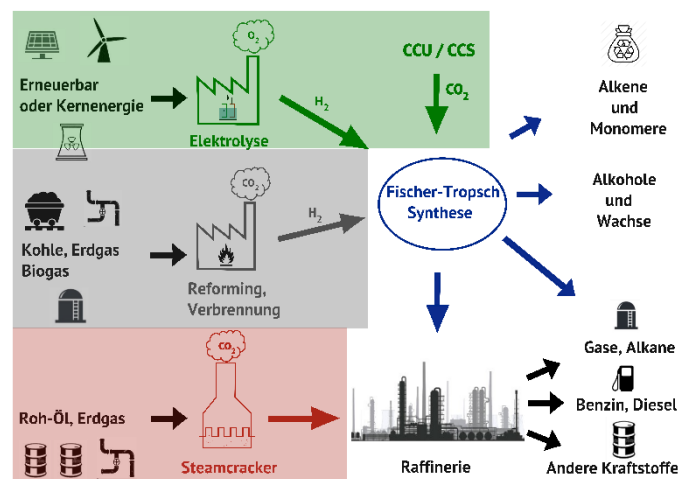 O2
CCU / CCS
Erneuerbar
oder Kernenergie
H2
CO2
Elektrolyse
Alkene
und
Monomere
CO2
Fischer-Tropsch
Synthese
Alkohole
und
Wachse
H2
Kohle, Erdgas
Biogas
Reforming,
Verbrennung
CO2
Gase, Alkane
Roh-Öl, Erdgas
Benzin, Diesel
Steamcracker
Raffinerie
Andere Kraftstoffe